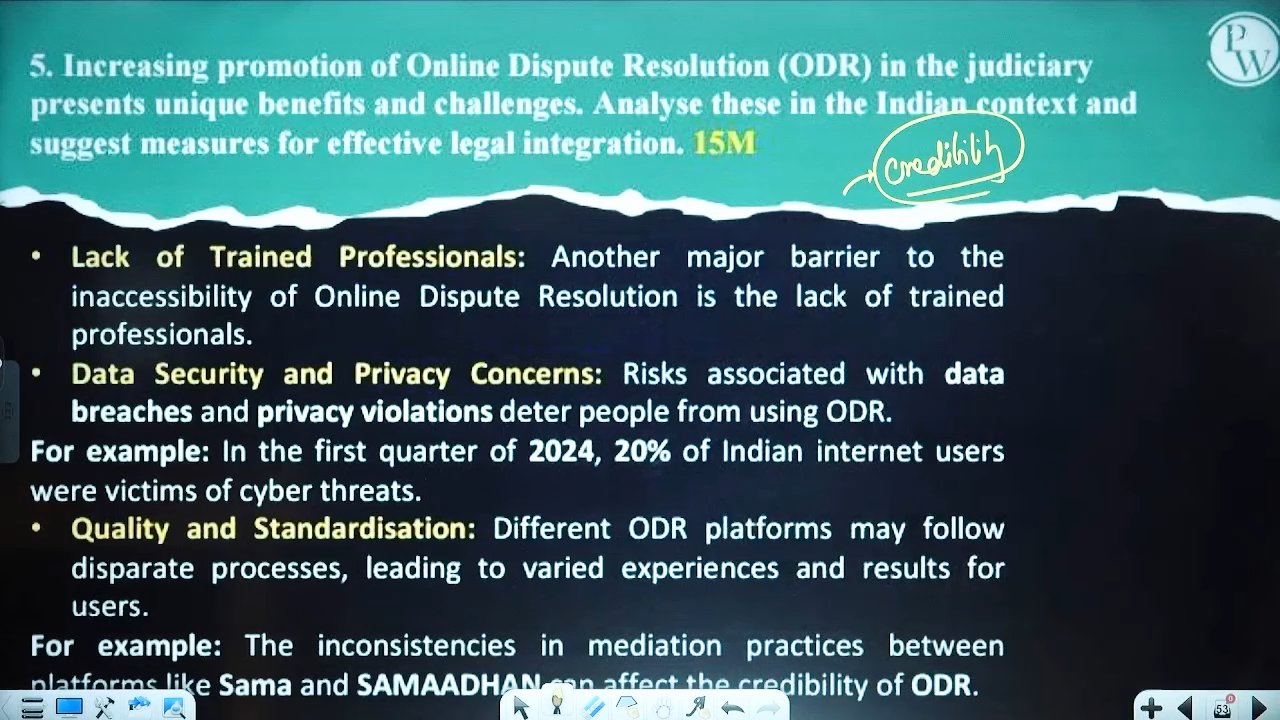 5. Increasing promotion of Online Dispute Resolution (ODR) in the judiciary
presents unique benefits and challenges. Analyse these in the Indian context and
suggest measures for effective legal integration. 15M
PW
credibility
• Lack of Trained Professionals: Another major barrier to the
inaccessibility of Online Dispute Resolution is the lack of trained
professionals.
• Data Security and Privacy Concerns: Risks associated with data
breaches and privacy violations deter people from using ODR.
For example: In the first quarter of 2024, 20% of Indian internet users
were victims of cyber threats.
• Quality and Standardisation: Different ODR platforms may follow
disparate processes, leading to varied experiences and results for
users.
For example: The inconsistencies in mediation practices between
platforms like Sama and SAMAADHAN can affect the credibility of ODR.
53